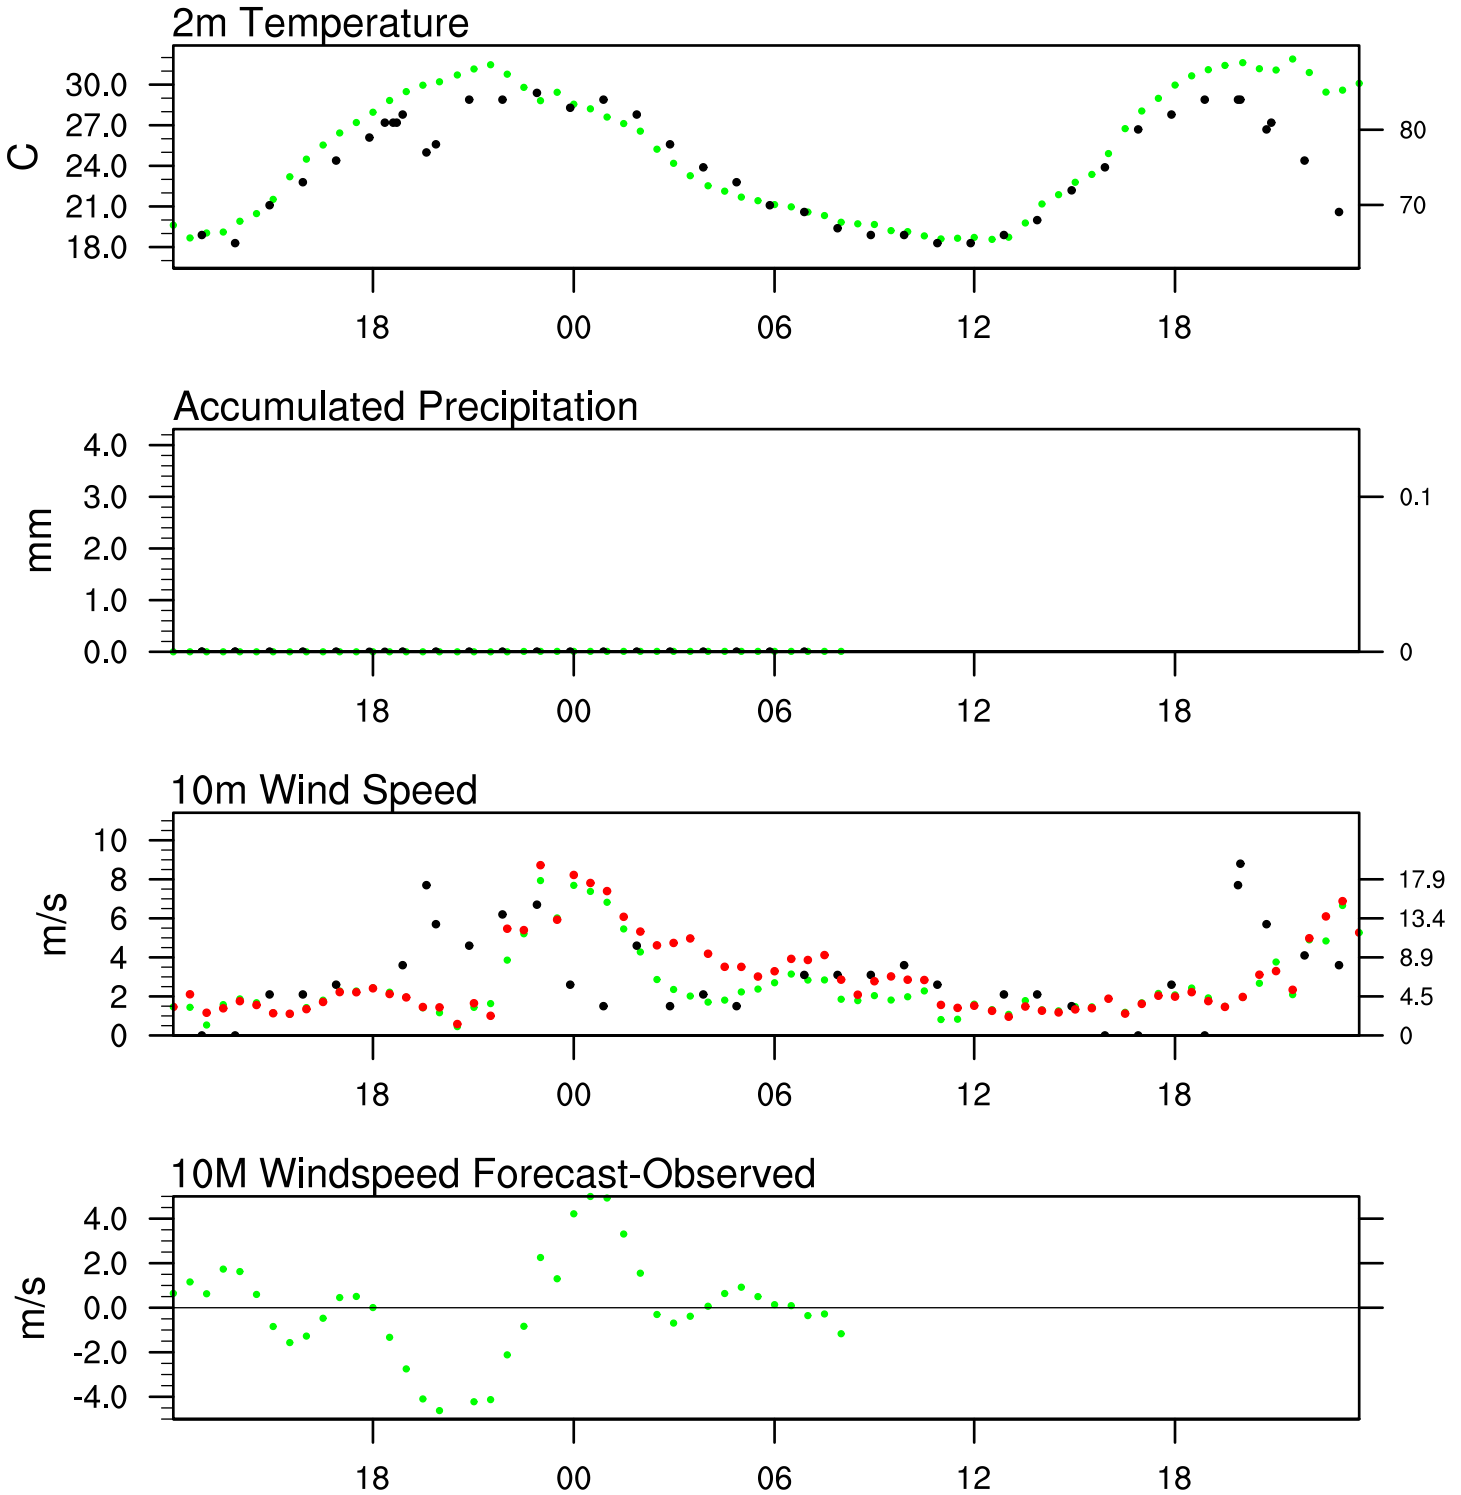 2m Temperature
30.0
27.0
24.0
21.0
18.0
C
80
70
18 00 06 12 18
Accumulated Precipitation
4.0
3.0
2.0
1.0
0.0
mm
0.1
0
18 00 06 12 18
10m Wind Speed
10
8
6
4
2
0
m/s
17.9
13.4
8.9
4.5
0
18 00 06 12 18
10M Windspeed Forecast-Observed
4.0
2.0
0.0
-2.0
-4.0
m/s
18 00 06 12 18